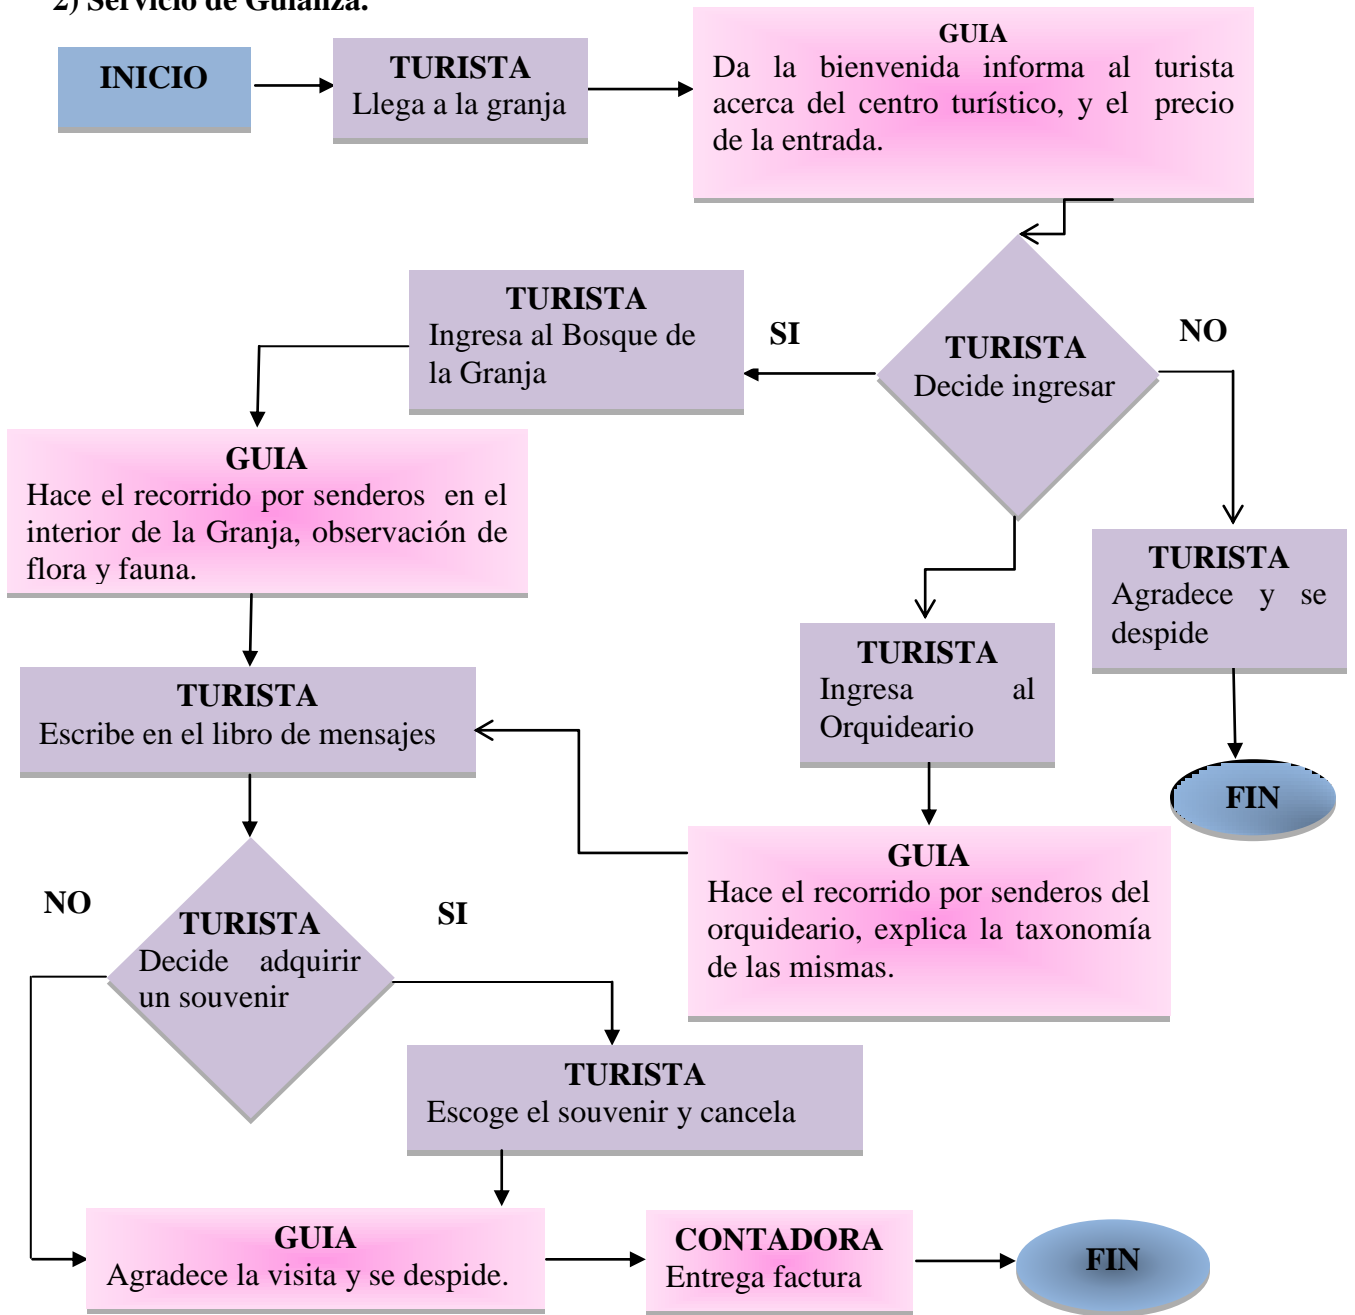 2) Servicio de Guianza.
INICIO
TURISTA
Llega a la granja
GUIA
Da la bienvenida informa al turista
acerca del centro turístico, y el precio
de la entrada.
TURISTA
Decide ingresar
SI
NO
TURISTA
Ingresa al Bosque de
la Granja
GUIA
Hace el recorrido por senderos en el
interior de la Granja, observación de
flora y fauna.
TURISTA
Agradece y se
despide
FIN
TURISTA
Ingresa al
Orquideario
TURISTA
Escribe en el libro de mensajes
GUIA
Hace el recorrido por senderos del
orquideario, explica la taxonomía
de las mismas.
NO
TURISTA
Decide adquirir
un souvenir
SI
TURISTA
Escoge el souvenir y cancela
GUIA
Agradece la visita y se despide.
CONTADORA
Entrega factura
FIN